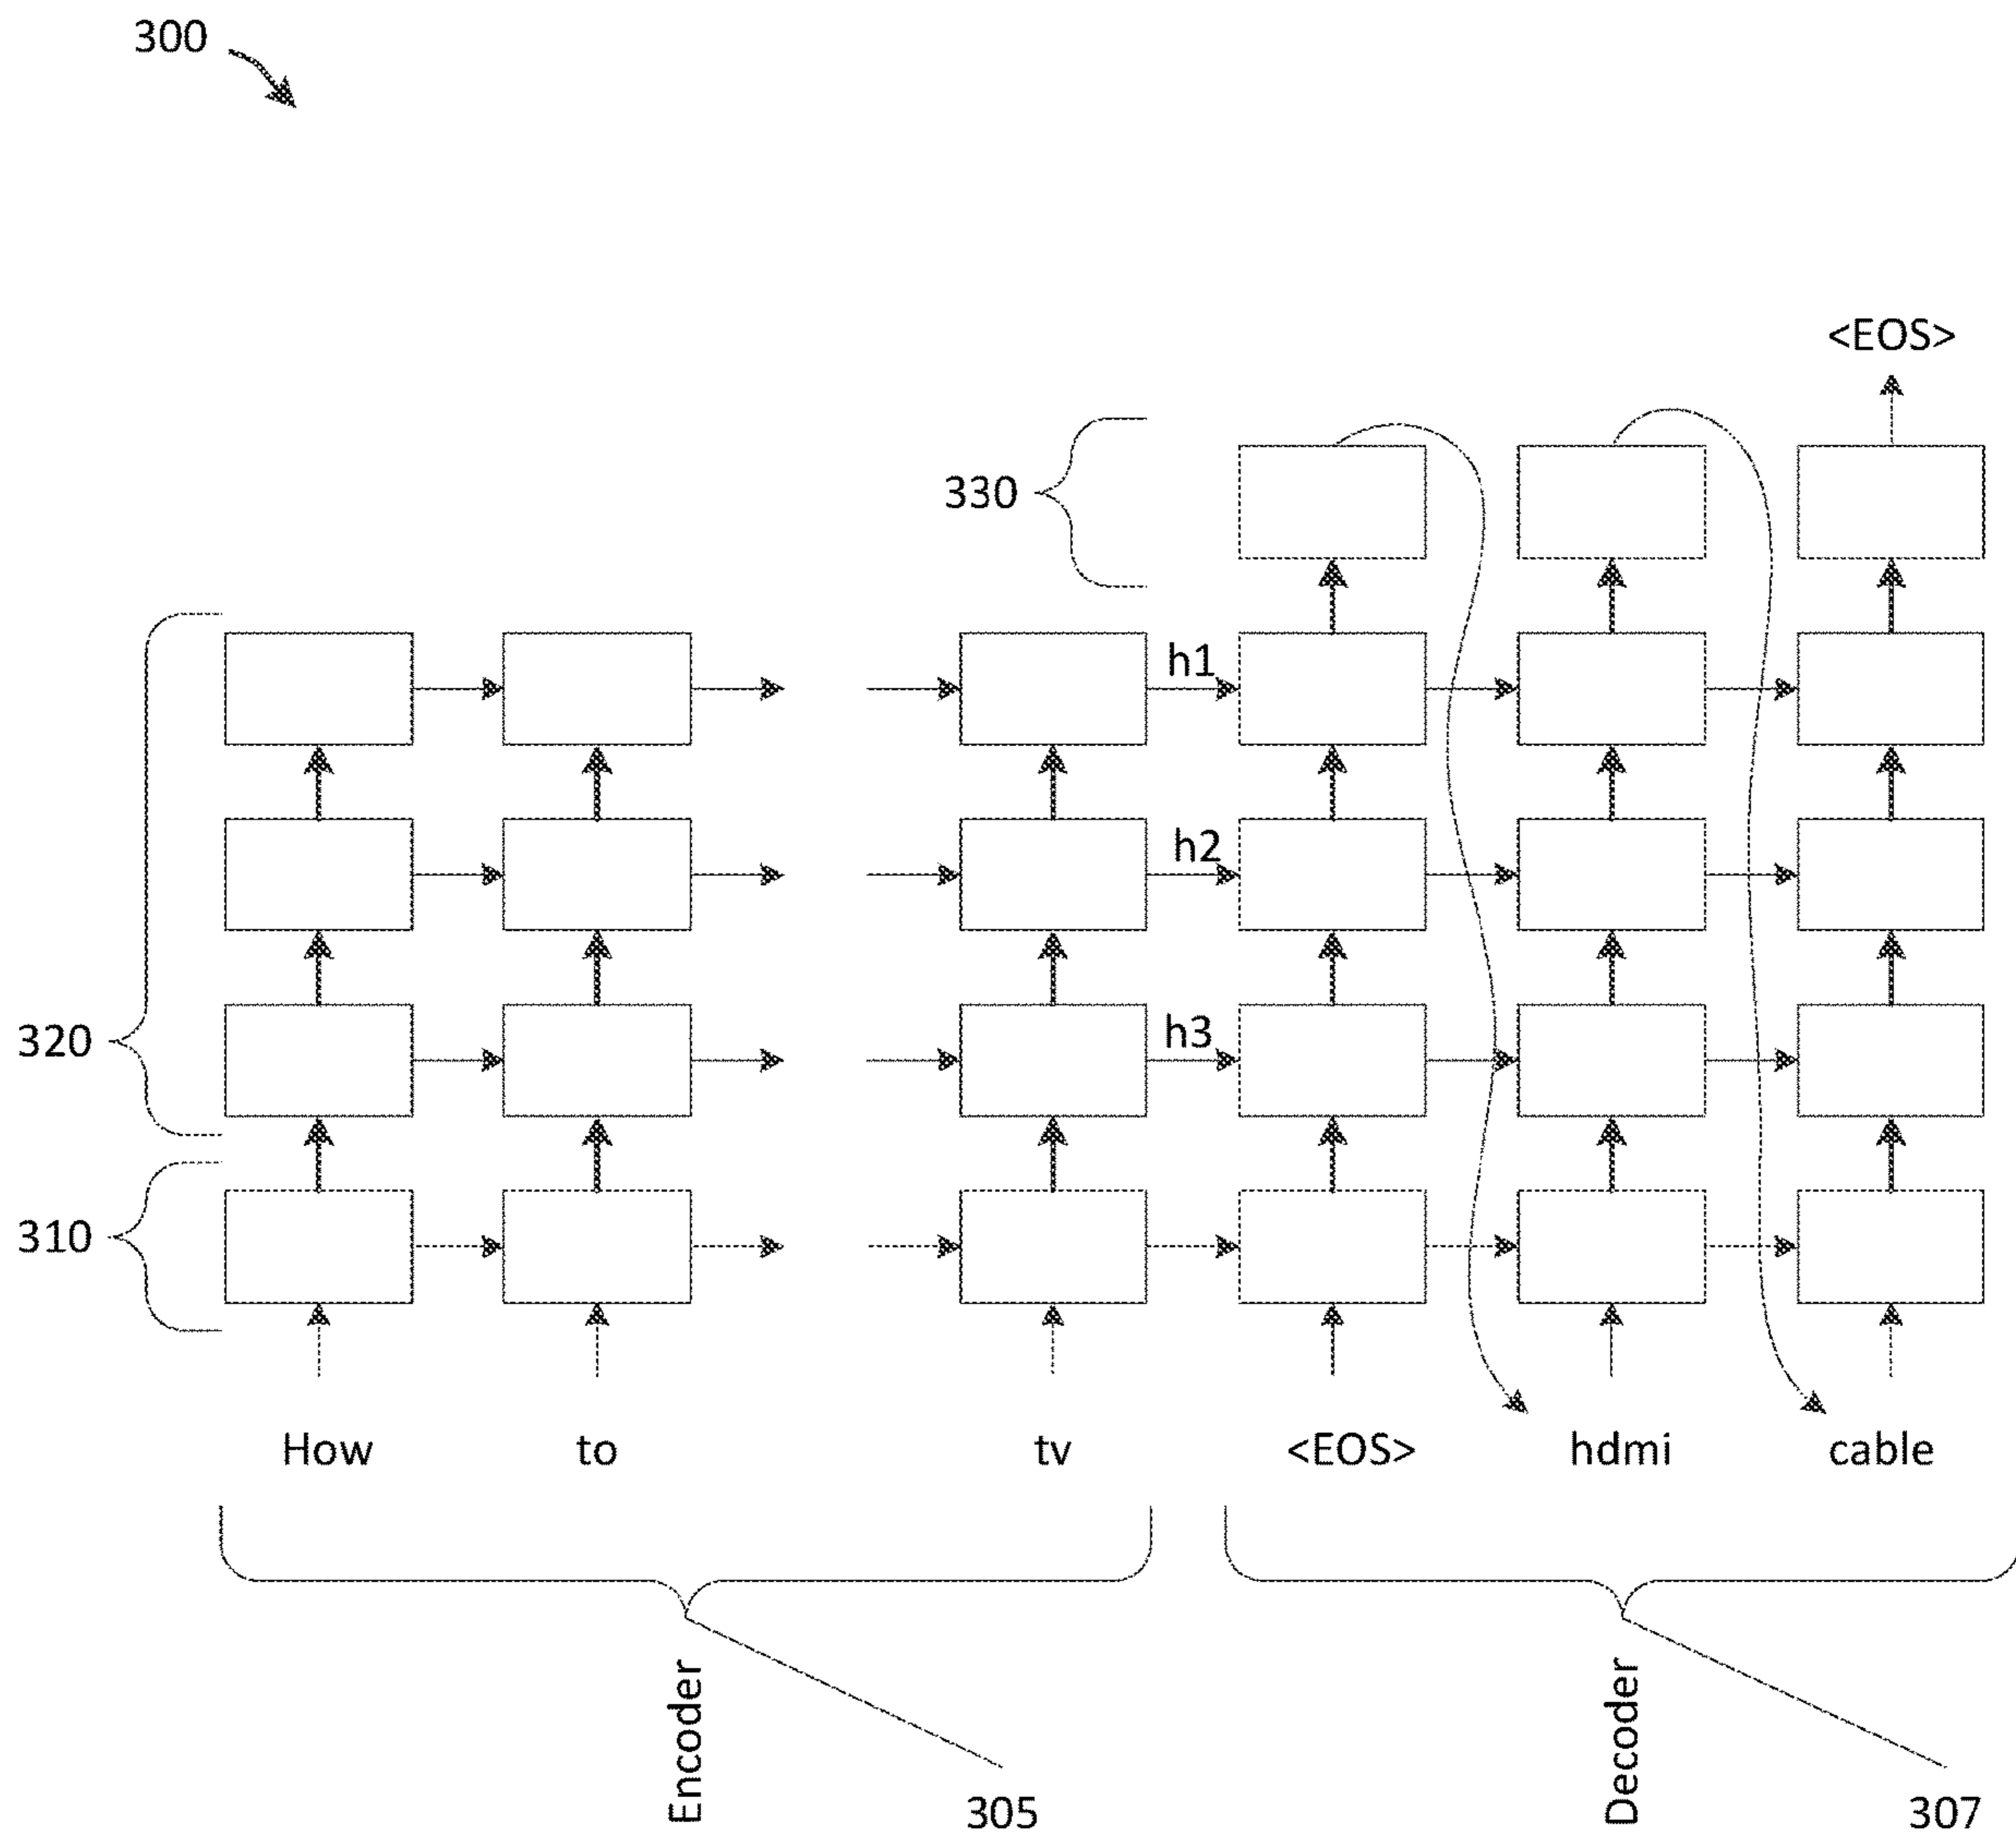 300
<EOS>
330
h1
h2
320
h3
310
How to tv <EOS> hdmi cable
Encoder
Decoder
305
307